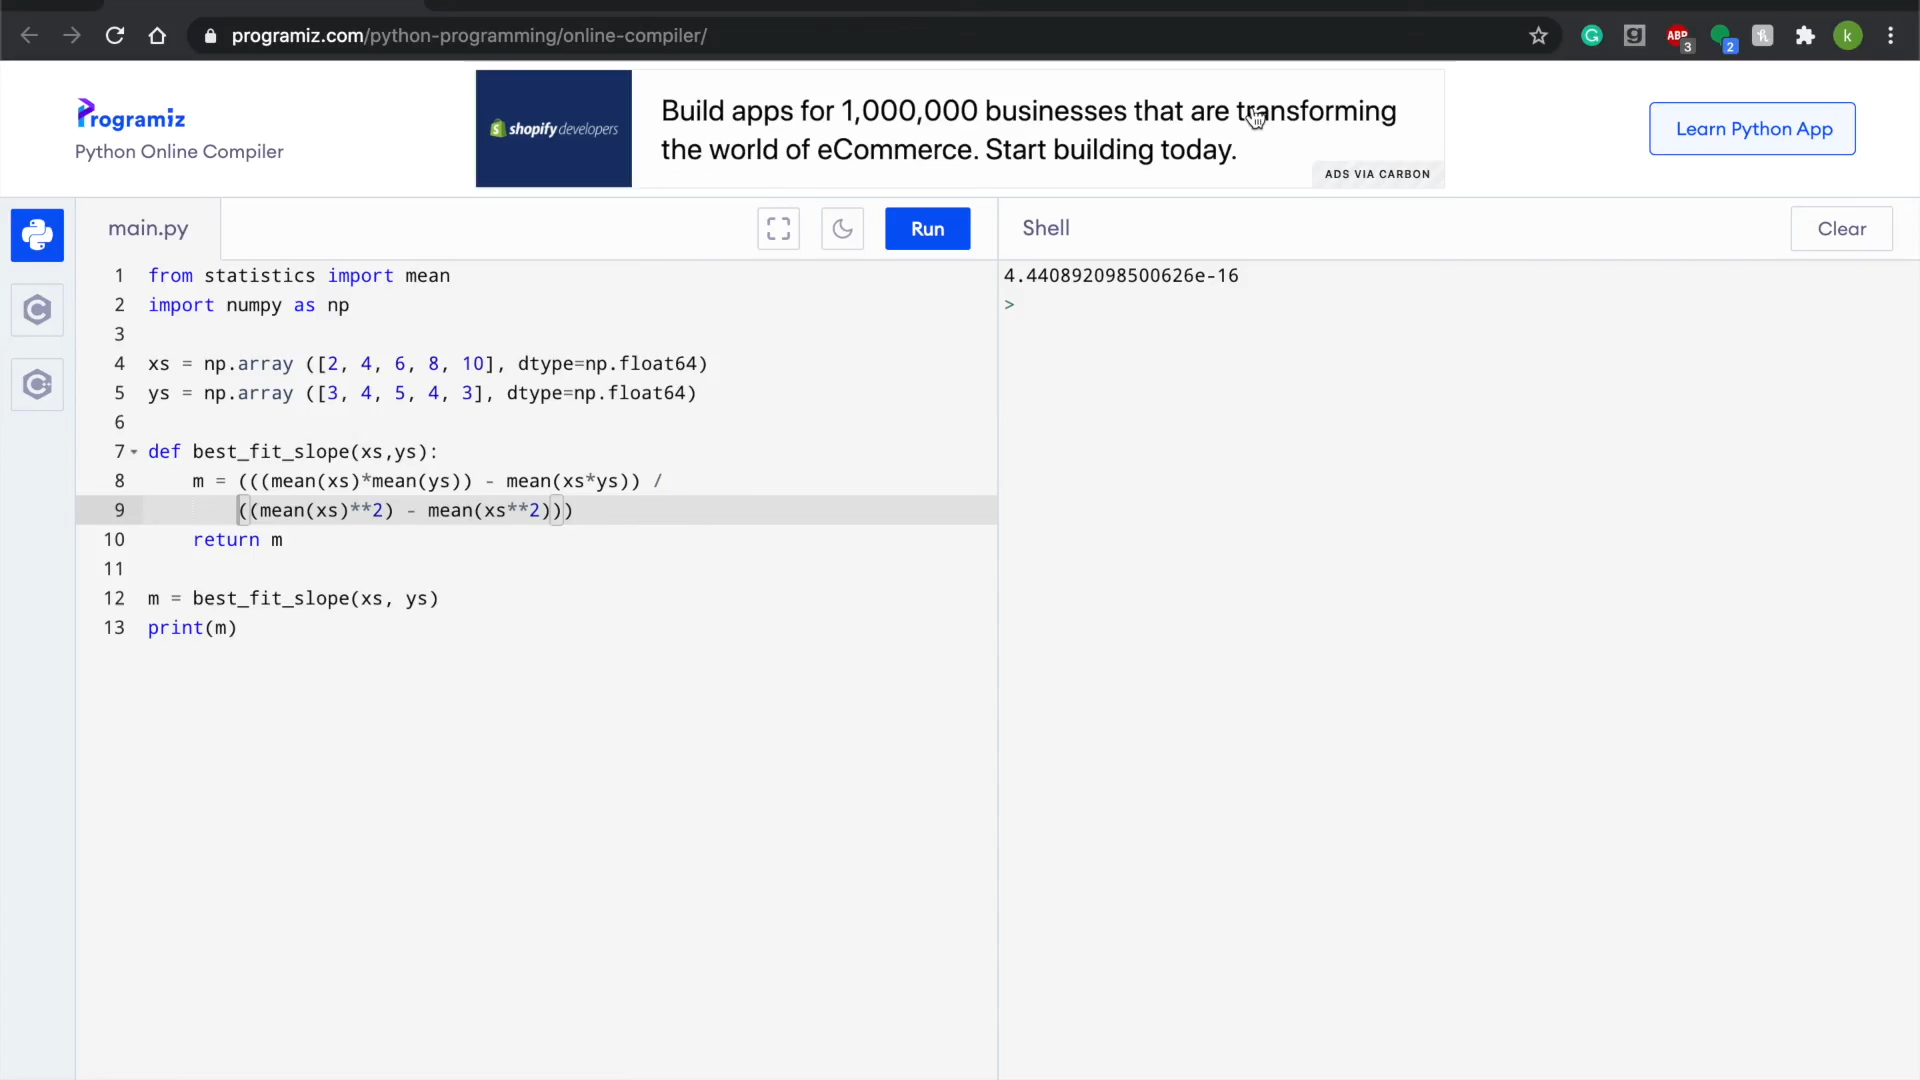 programiz.com/python-programming/online-compiler/
ABP
3
2
k
Programiz
Python Online Compiler
shopify developers
Build apps for 1,000,000 businesses that are transforming
the world of eCommerce. Start building today.
ADS VIA CARBON
Learn Python App
main.py
Run
Shell
Clear
1 from statistics import mean
2 import numpy as np
3
4 xs = np.array ([2, 4, 6, 8, 10], dtype=np.float64)
5 ys = np.array ([3, 4, 5, 4, 3], dtype=np.float64)
6
7 def best_fit_slope(xs,ys):
8 m = (((mean(xs)*mean(ys)) - mean(xs*ys)) /
9 ((mean(xs)**2) - mean(xs**2)))
10 return m
11
12 m = best_fit_slope(xs, ys)
13 print(m)
4.440892098500626e-16
>